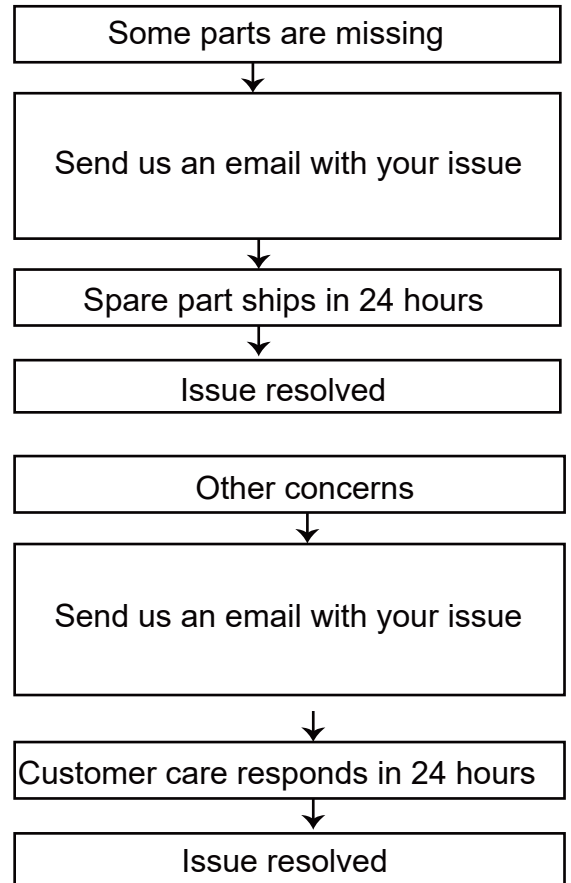 Some parts are missing
Send us an email with your issue
Spare part ships in 24 hours
Issue resolved
Other concerns
Send us an email with your issue
Customer care responds in 24 hours
Issue resolved